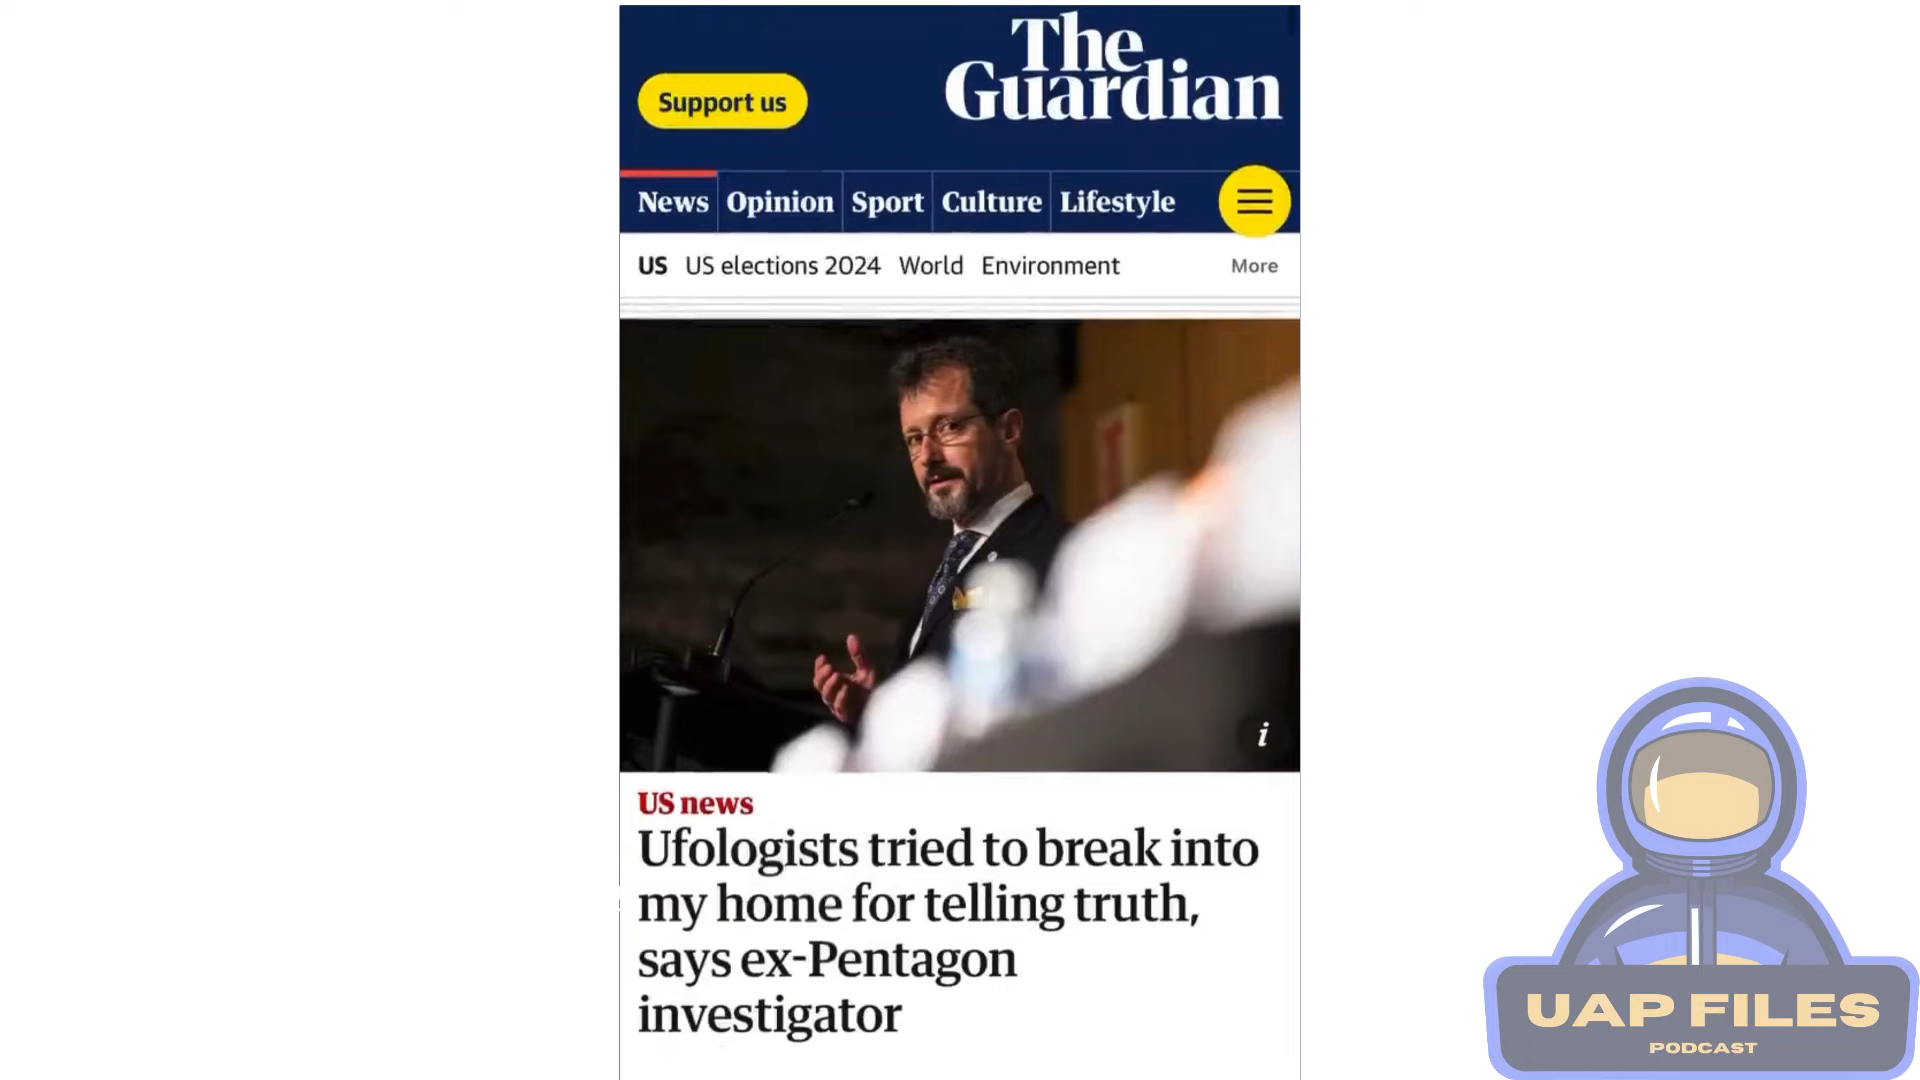 The
Guardian
Support us
News Opinion Sport Culture Lifestyle
US US elections 2024 World Environment More
i
US news
Ufologists tried to break into
my home for telling truth,
says ex-Pentagon
investigator
UAP FILES
PODCAST